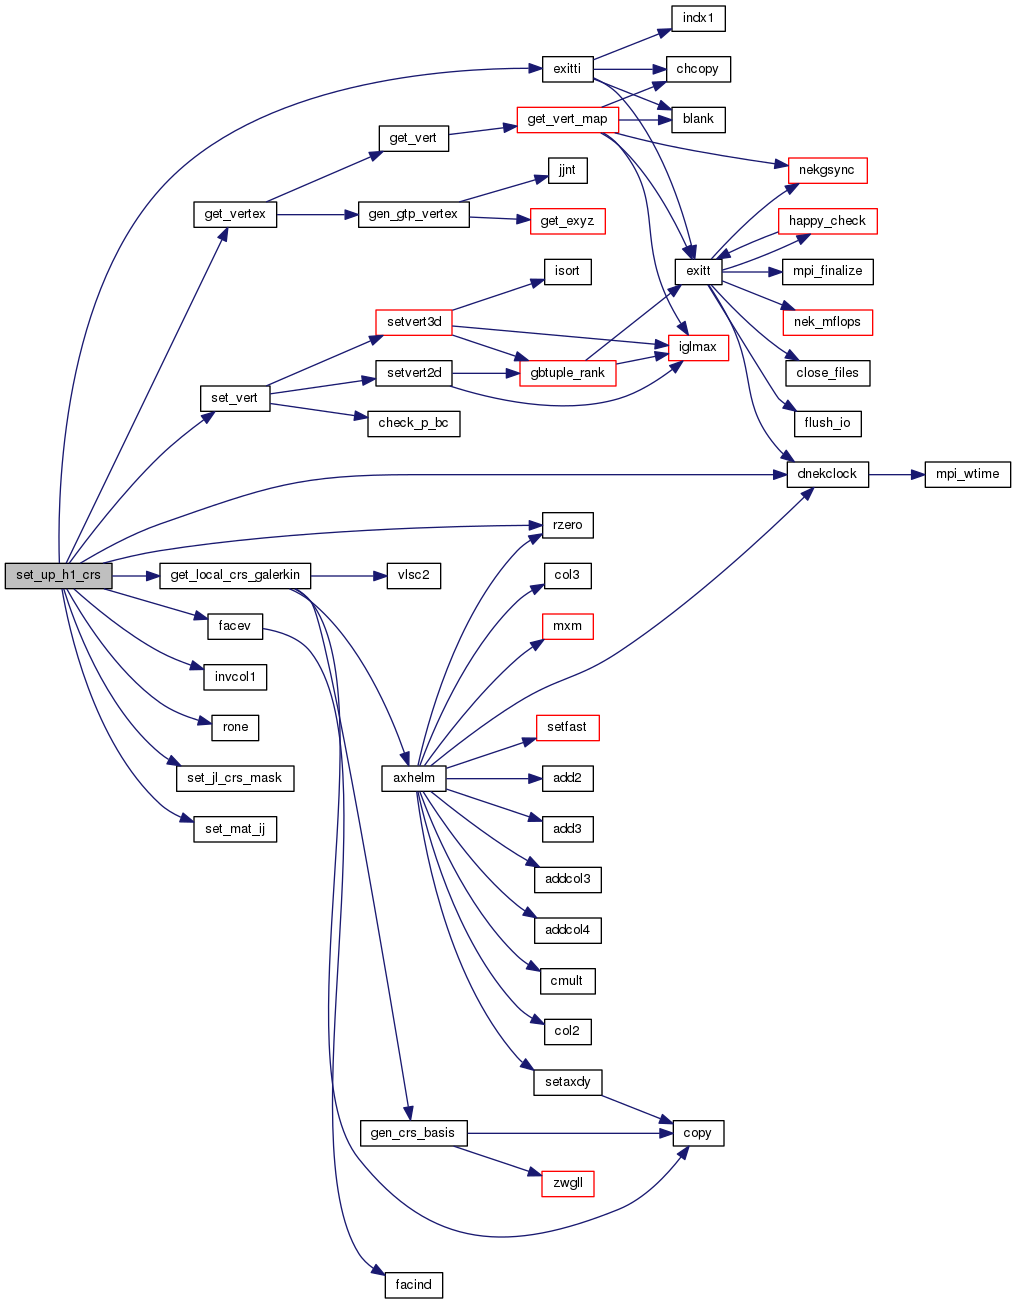 indx1
exitti
chcopy
get_vert_map
blank
get_vert
jjnt
nekgsync
get_vertex
gen_gtp_vertex
get_exyz
happy_check
isort
exitt
mpi_finalize
setvert3d
nek_mflops
iglmax
setvert2d
gbtuple_rank
close_files
set_vert
check_p_bc
flush_io
dnekclock
mpi_wtime
rzero
set_up_h1_crs
get_local_crs_galerkin
vlsc2
col3
facev
mxm
invcol1
rone
setfast
set_jl_crs_mask
axhelm
add2
set_mat_ij
add3
addcol3
addcol4
cmult
col2
setaxdy
gen_crs_basis
copy
zwgll
facind